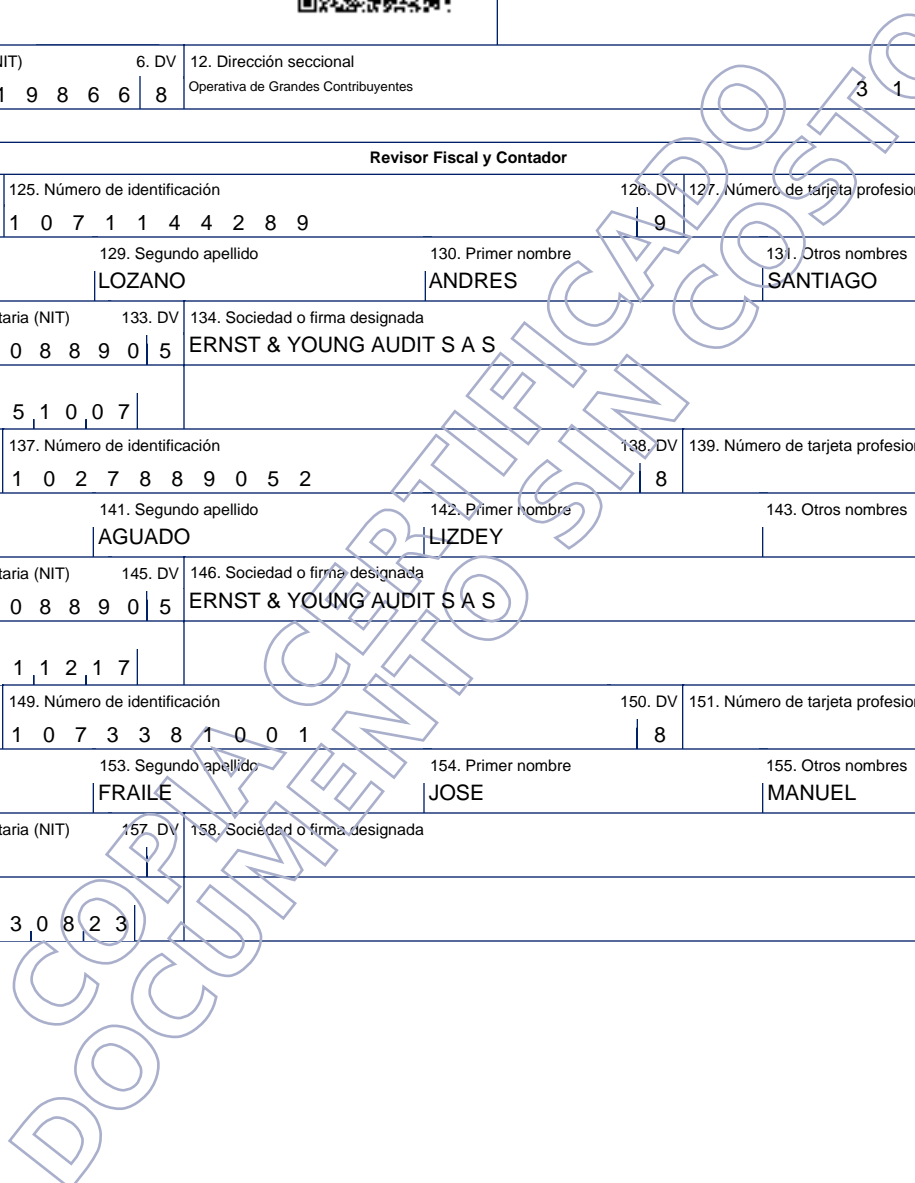 NIT) 6. DV 12. Dirección seccional
1 9 8 6 6 8 Operativa de Grandes Contribuyentes 3 1
Revisor Fiscal y Contador
125. Número de identificación 126. DV 127. Número de tarjeta profesion
1 0 7 1 1 4 4 2 8 9 9
129. Segundo apellido 130. Primer nombre 131. Otros nombres
LOZANO ANDRES SANTIAGO
taria (NIT) 133. DV 134. Sociedad o firma designada
0 8 8 9 0 5 ERNST & YOUNG AUDIT S A S
5 1 0 0 7
137. Número de identificación 138. DV 139. Número de tarjeta profesion
1 0 2 7 8 8 9 0 5 2 8
141. Segundo apellido 142. Primer nombre 143. Otros nombres
AGUADO LIZDEY
taria (NIT) 145. DV 146. Sociedad o firma designada
0 8 8 9 0 5 ERNST & YOUNG AUDIT S A S
1 1 2 1 7
149. Número de identificación 150. DV 151. Número de tarjeta profesion
1 0 7 3 3 8 1 0 0 1 8
153. Segundo apellido 154. Primer nombre 155. Otros nombres
FRAILE JOSE MANUEL
taria (NIT) 157. DV 158. Sociedad o firma designada
3 0 8 2 3
COPIA CERTIFICADO
DOCUMENTO SIN COSTO